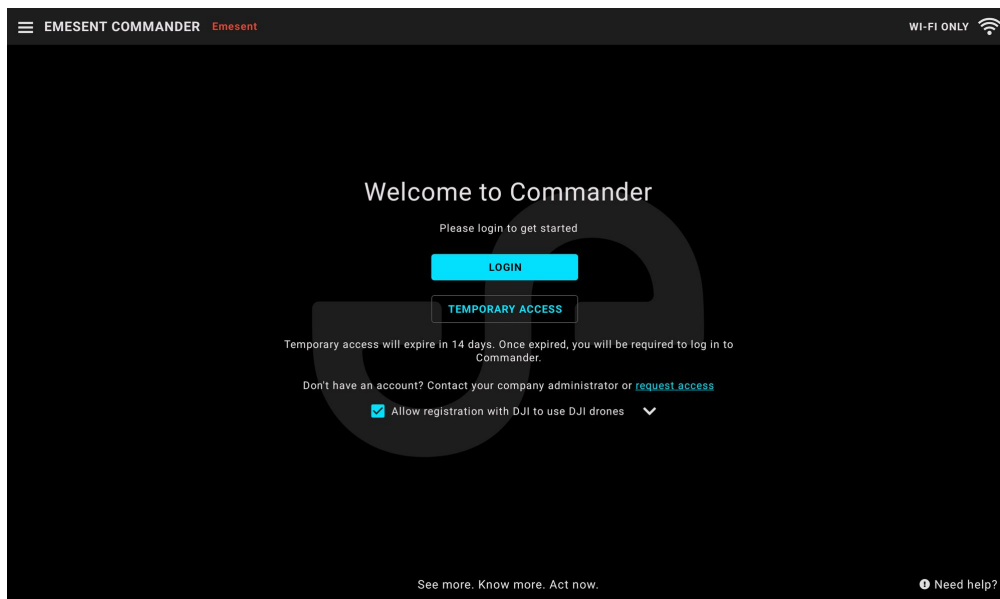 EMESENT COMMANDER Emesent WI-FI ONLY
Welcome to Commander
Please login to get started
LOGIN
TEMPORARY ACCESS
Temporary access will expire in 14 days. Once expired, you will be required to log in to
Commander.
Don't have an account? Contact your company administrator or request access
Allow registration with DJI to use DJI drones
See more. Know more. Act now.
Need help?